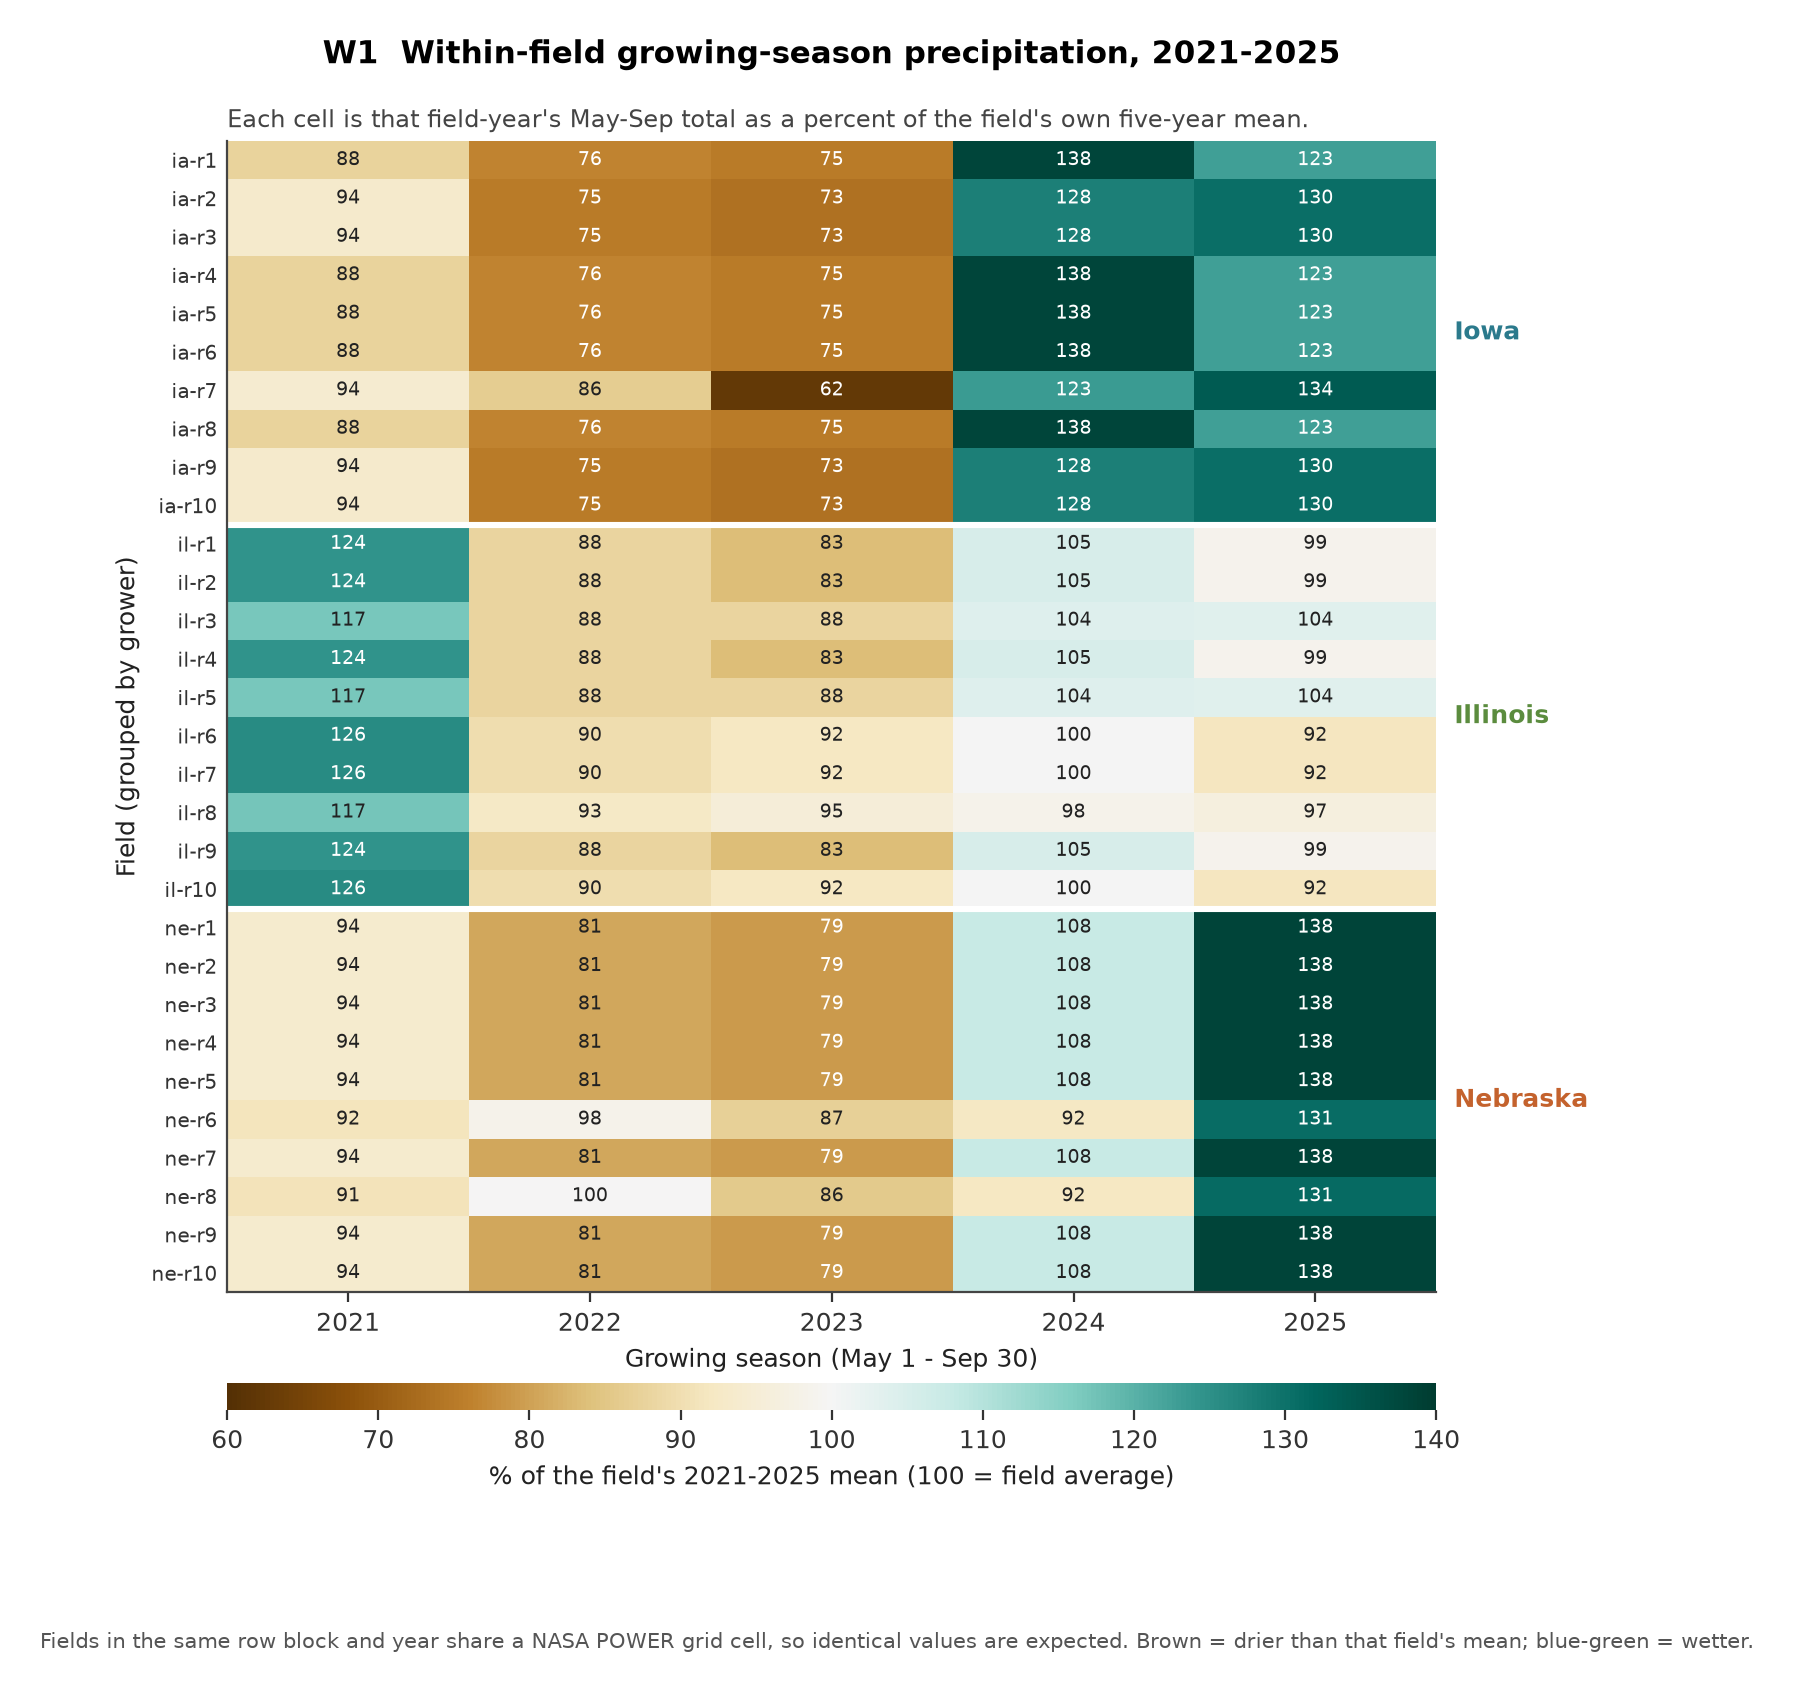 W1  Within-field growing-season precipitation, 2021-2025
Each cell is that field-year's May-Sep total as a percent of the field's own five-year mean.
ia-r1 88 76 75 138 123
ia-r2 94 75 73 128 130
ia-r3 94 75 73 128 130
ia-r4 88 76 75 138 123
ia-r5 88 76 75 138 123
Iowa
ia-r6 88 76 75 138 123
ia-r7 94 86 62 123 134
ia-r8 88 76 75 138 123
ia-r9 94 75 73 128 130
ia-r10 94 75 73 128 130
il-r1 124 88 83 105 99
il-r2 124 88 83 105 99
il-r3 117 88 88 104 104
il-r4 124 88 83 105 99
il-r5 117 88 88 104 104
Illinois
Field (grouped by grower)
il-r6 126 90 92 100 92
il-r7 126 90 92 100 92
il-r8 117 93 95 98 97
il-r9 124 88 83 105 99
il-r10 126 90 92 100 92
ne-r1 94 81 79 108 138
ne-r2 94 81 79 108 138
ne-r3 94 81 79 108 138
ne-r4 94 81 79 108 138
ne-r5 94 81 79 108 138
Nebraska
ne-r6 92 98 87 92 131
ne-r7 94 81 79 108 138
ne-r8 91 100 86 92 131
ne-r9 94 81 79 108 138
ne-r10 94 81 79 108 138
2021 2022 2023 2024 2025
Growing season (May 1 - Sep 30)
60 70 80 90 100 110 120 130 140
% of the field's 2021-2025 mean (100 = field average)
Fields in the same row block and year share a NASA POWER grid cell, so identical values are expected. Brown = drier than that field's mean; blue-green = wetter.